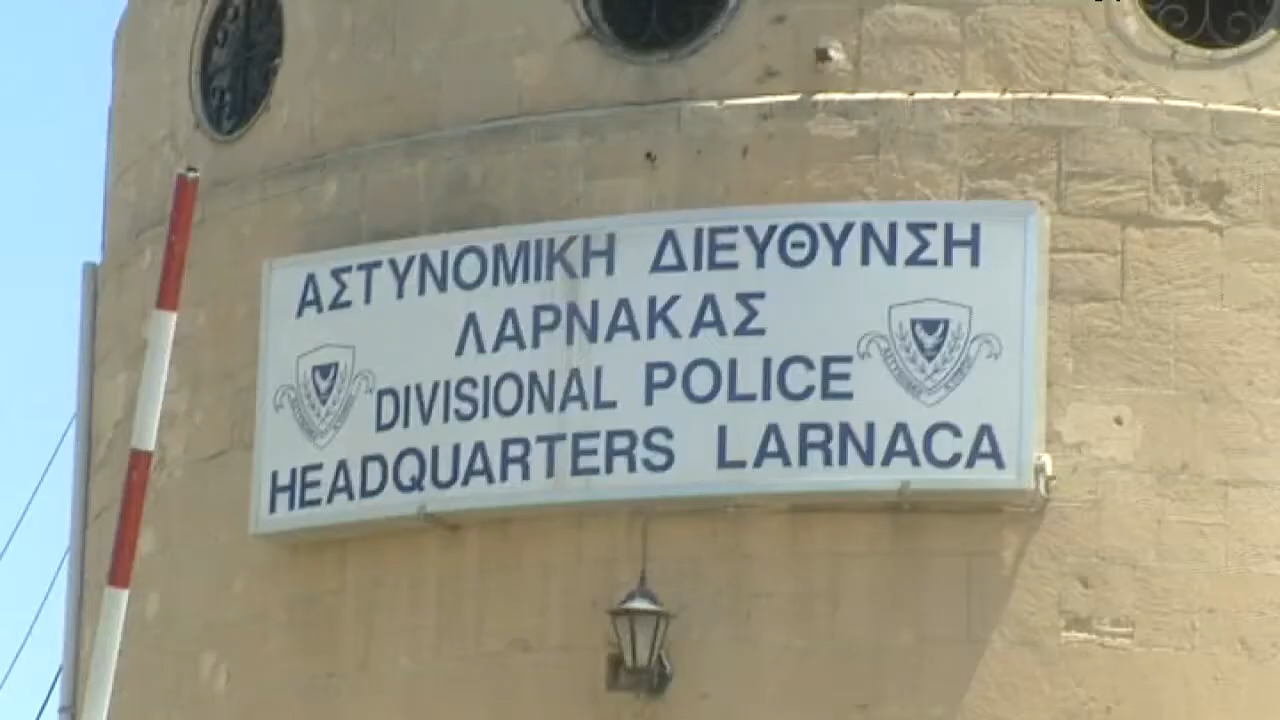 ΑΣΤΥΝΟΜΙΚΗ ΔΙΕΥΘΥΝΣΗ
ΛΑΡΝΑΚΑΣ
DIVISIONAL POLICE
HEADQUARTERS LARNACA